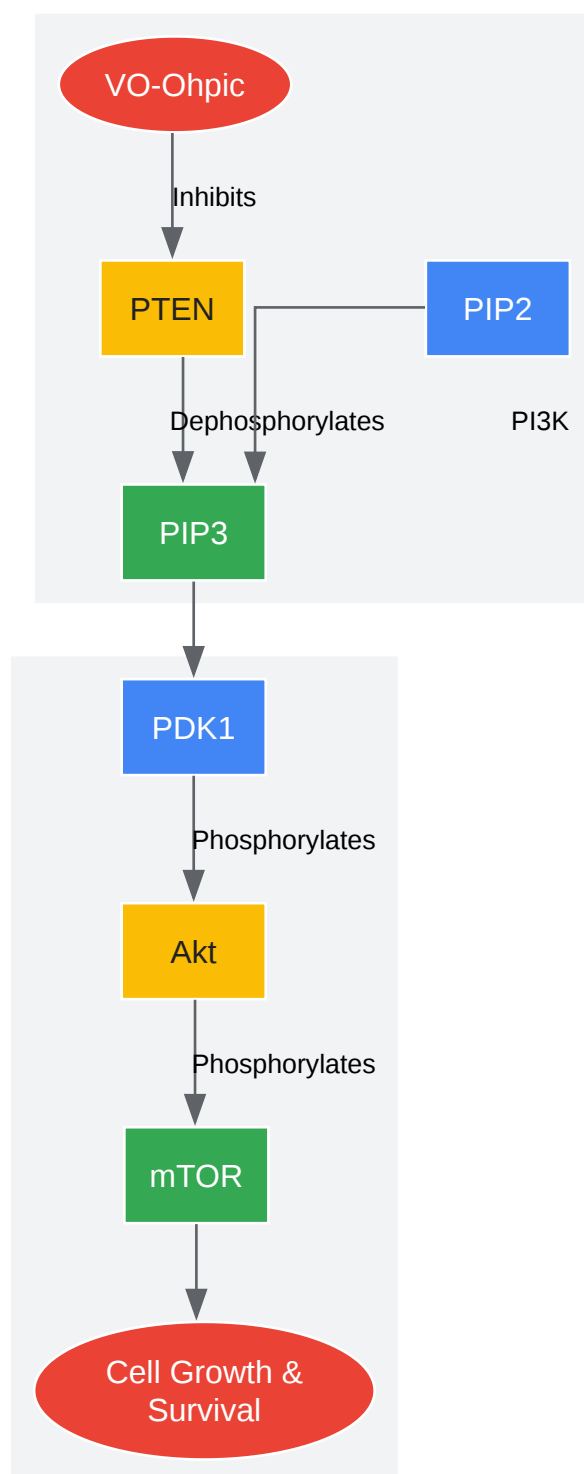 VO-Ohpic
Inhibits
PTEN
PIP2
Dephosphorylates
PI3K
PIP3
PDK1
Phosphorylates
Akt
Phosphorylates
mTOR
Cell Growth &
Survival